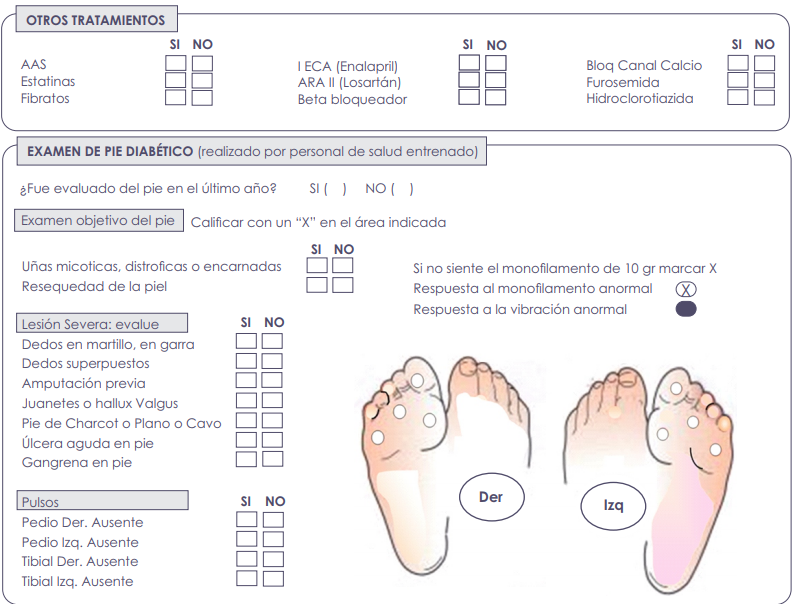 OTROS TRATAMIENTOS
SI NO SI NO SI NO
AAS I ECA (Enalapril) Bloq Canal Calcio
Estatinas ARA II (Losartán) Furosemida
Fibratos Beta bloqueador Hidroclorotiazida
EXAMEN DE PIE DIABÉTICO (realizado por personal de salud entrenado)
¿Fue evaluado del pie en el último año? SI ( ) NO ( )
Examen objetivo del pie Calificar con un “X” en el área indicada
SI NO
Uñas micoticas, distroficas o encarnadas
Resequedad de la piel
Si no siente el monofilamento de 10 gr marcar X
Respuesta al monofilamento anormal X
Respuesta a la vibración anormal
Lesión Severa: evalue SI NO
Dedos en martillo, en garra
Dedos superpuestos
Amputación previa
Juanetes o hallux Valgus
Pie de Charcot o Plano o Cavo
Úlcera aguda en pie
Gangrena en pie
Der
Izq
Pulsos SI NO
Pedio Der. Ausente
Pedio Izq. Ausente
Tibial Der. Ausente
Tibial Izq. Ausente